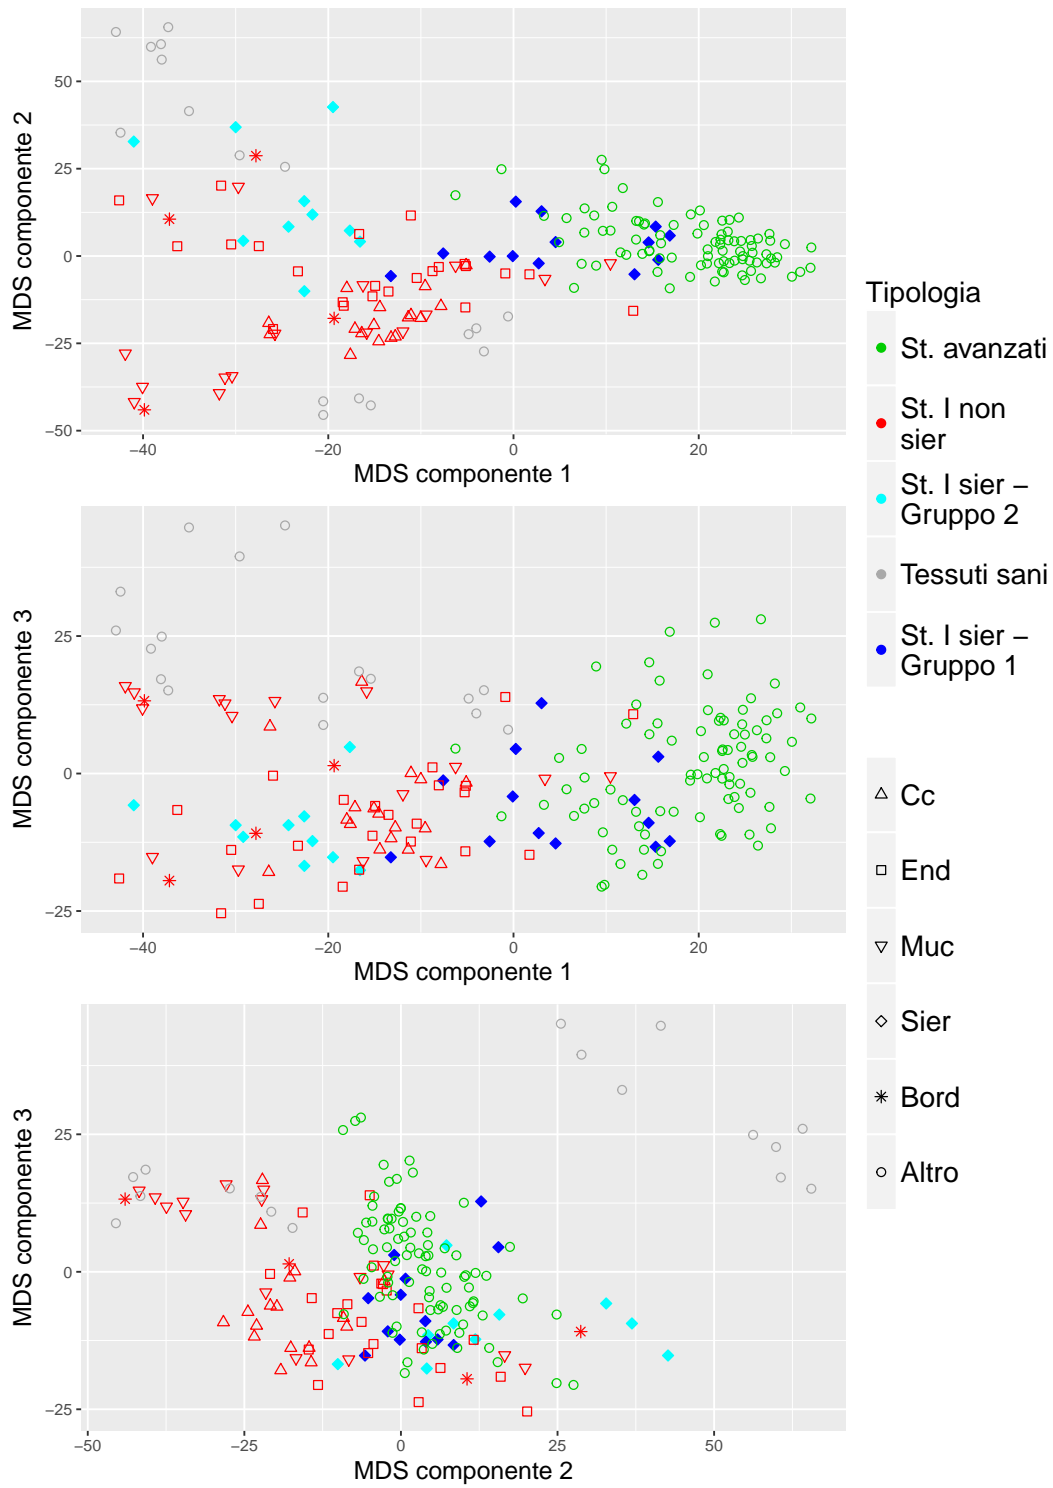 50
25
0
−25
−50
MDS componente 2
−40
−20
0
20
MDS componente 1
25
0
−25
MDS componente 3
−40
−20
0
20
MDS componente 1
25
0
−25
MDS componente 3
−50
−25
0
25
50
MDS componente 2
Tipologia
St. avanzati
St. I non
sier
St. I sier −
Gruppo 2
Tessuti sani
St. I sier −
Gruppo 1
Cc
End
Muc
Sier
Bord
Altro